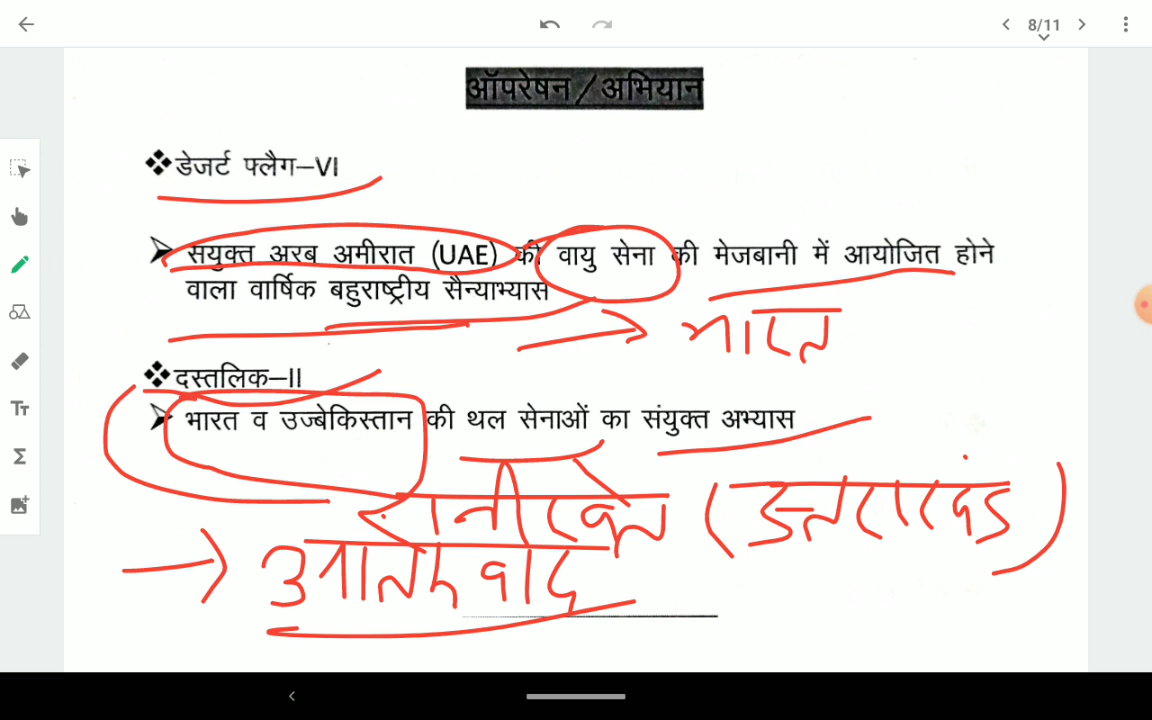 8/11
ऑपरेषन/अभियान
❖डेजर्ट फ्लैग–VI
➢ संयुक्त अरब अमीरात (UAE) की वायु सेना की मेजबानी में आयोजित होने
वाला वार्षिक बहुराष्ट्रीय सैन्याभ्यास
→ भारत
❖दस्तलिक–II
➢ भारत व उज्बेकिस्तान की थल सेनाओं का संयुक्त अभ्यास
रानीखेत (उत्तराखंड)
→ आतंकवाद
Tт
Σ